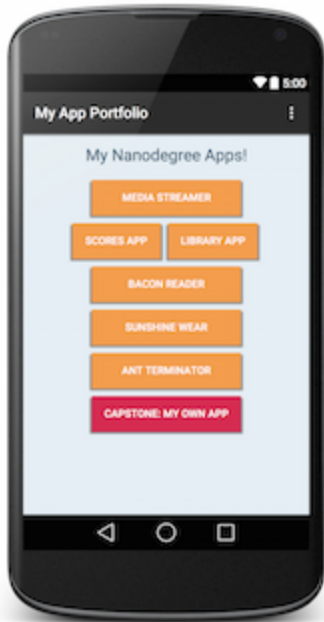 5:00
My App Portfolio
My Nanodegree Apps!
MEDIA STREAMER
SCORES APP LIBRARY APP
BACON READER
SUNSHINE WEAR
ANT TERMINATOR
CAPSTONE: MY OWN APP